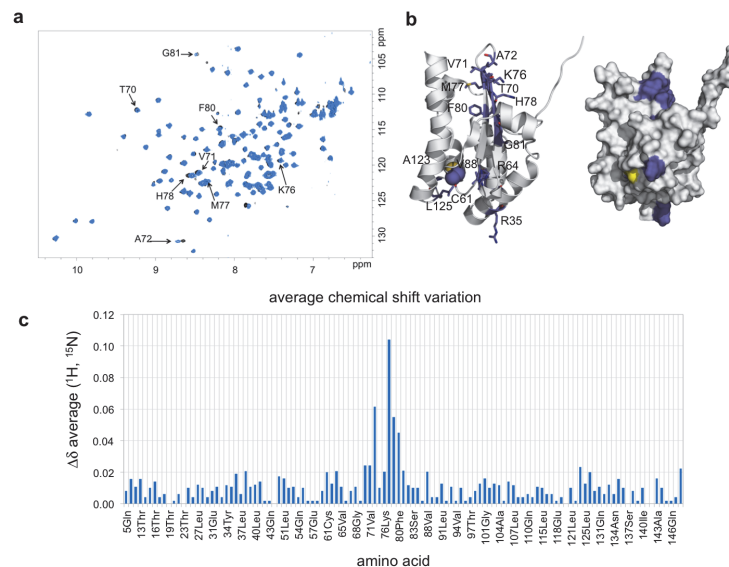 a
G81
T70
F80
V71
H78
M77
K76
A72
ppm
105
110
115
120
125
130
10
9
8
7
ppm
b
A72
V71
K76
M77
T70
H78
F80
G81
A123
V88
R64
L125
C61
R35
average chemical shift variation
c
Δδ average (¹H, ¹⁵N)
0.12
0.10
0.08
0.06
0.04
0.02
0.00
5Gln
13Thr
16Thr
19Thr
23Thr
27Leu
31Glu
34Tyr
37Leu
40Leu
43Gln
51Leu
54Gln
57Glu
61Cys
65Val
68Gly
71Val
76Lys
80Phe
83Ser
88Val
91Leu
94Val
97Thr
101Gly
104Ala
107Leu
110Gln
115Leu
118Glu
121Leu
125Leu
131Gln
134Asn
137Ser
140Ile
143Ala
146Glu
amino acid